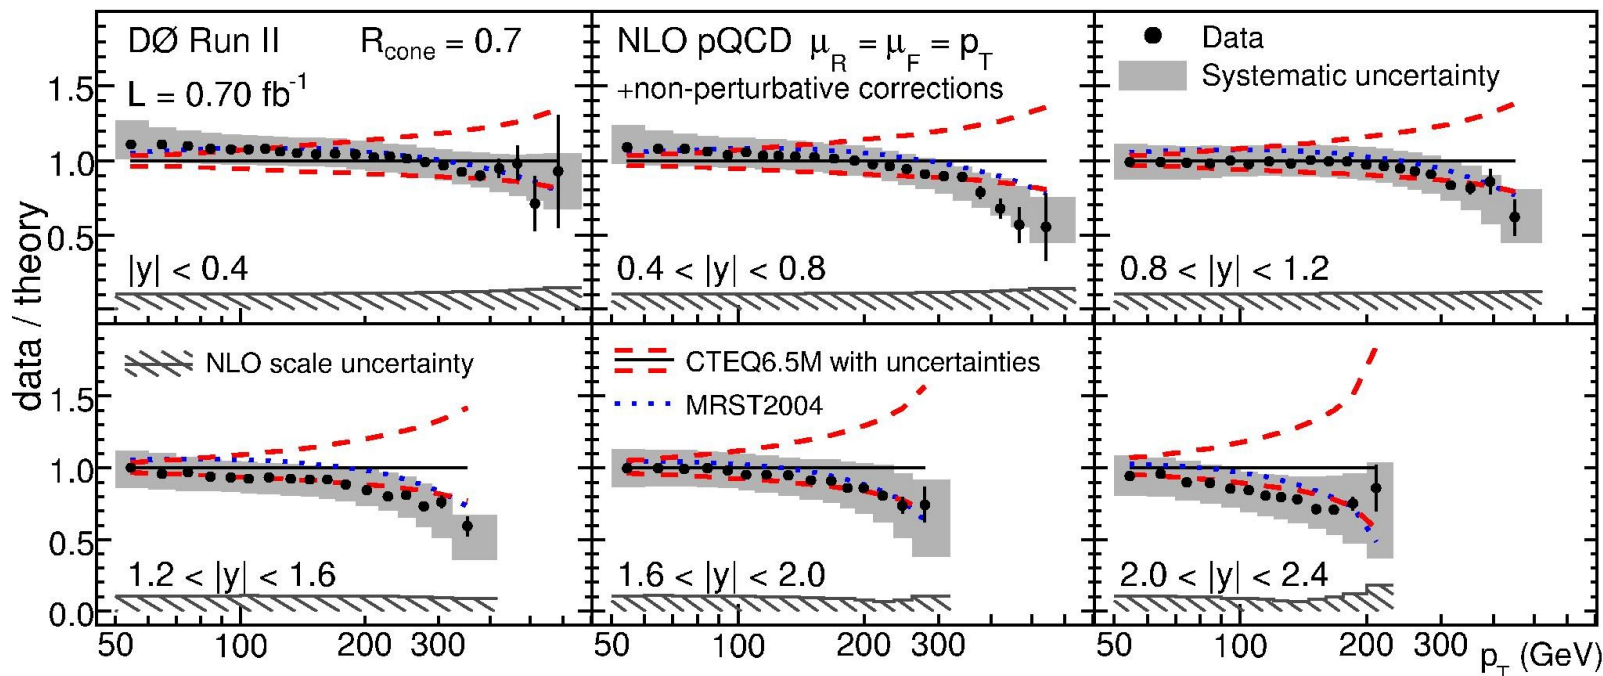 DØ Run II
R_cone = 0.7
L = 0.70 fb⁻¹
NLO pQCD μ_R = μ_F = p_T
+non-perturbative corrections
Data
Systematic uncertainty
1.5
1.0
0.5
|y| < 0.4
0.4 < |y| < 0.8
0.8 < |y| < 1.2
data / theory
NLO scale uncertainty
CTEQ6.5M with uncertainties
MRST2004
1.5
1.0
0.5
0.0
1.2 < |y| < 1.6
1.6 < |y| < 2.0
2.0 < |y| < 2.4
50 100 200 300
50 100 200 300
50 100 200 300
p_T (GeV)